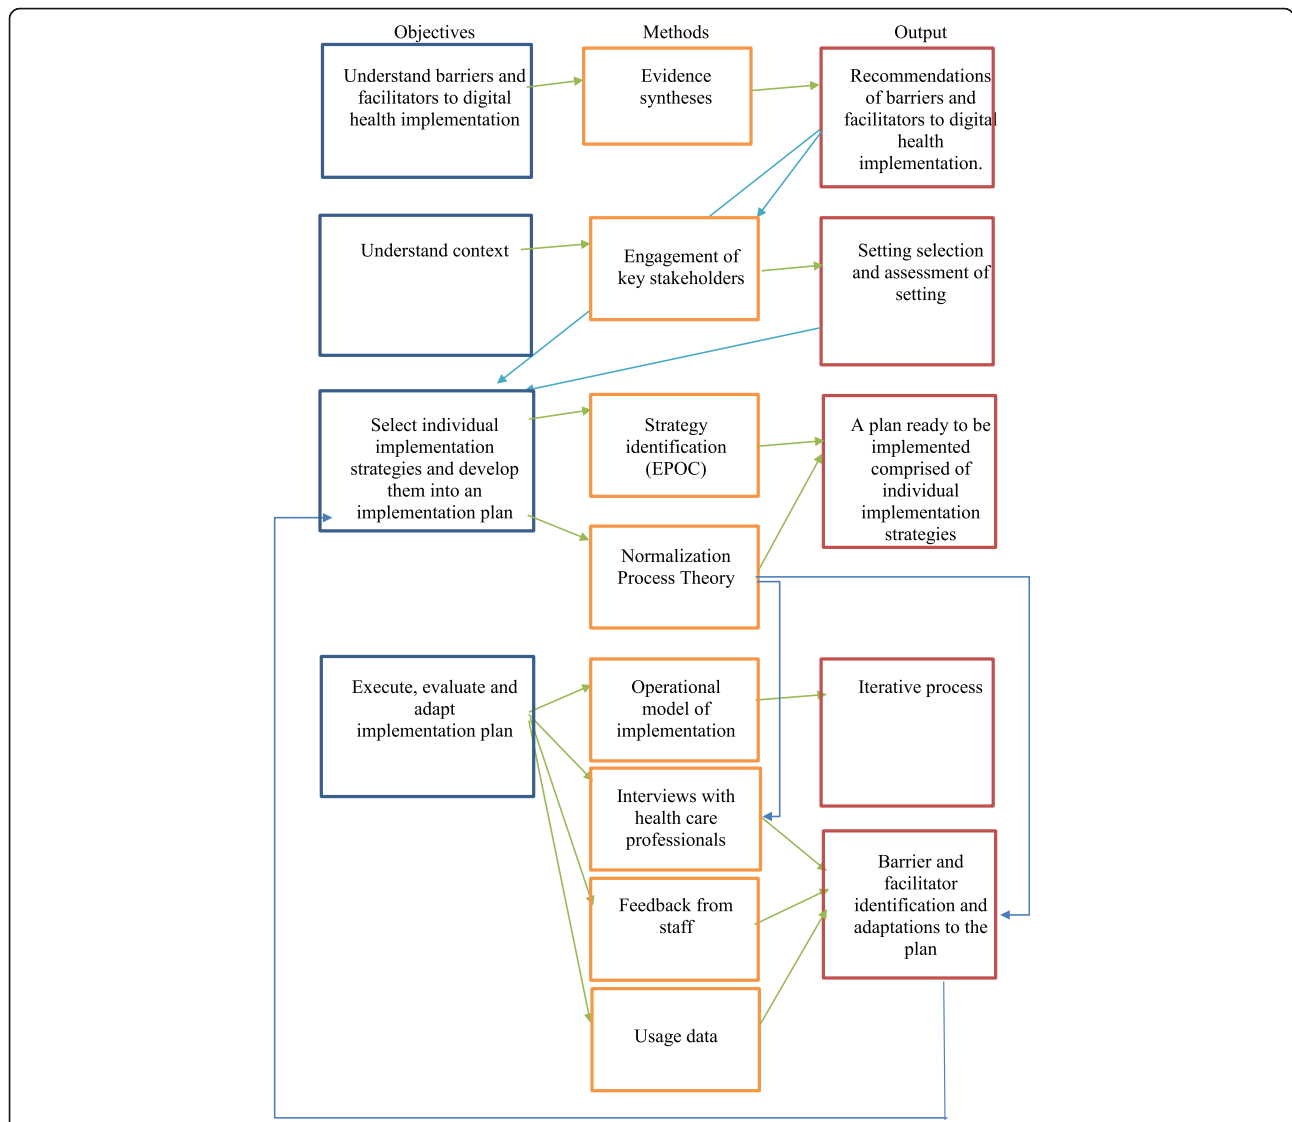 Objectives
Methods
Output
Understand barriers and
facilitators to digital
health implementation
Evidence
syntheses
Recommendations
of barriers and
facilitators to digital
health
implementation.
Understand context
Engagement of
key stakeholders
Setting selection
and assessment of
setting
Select individual
implementation
strategies and develop
them into an
implementation plan
Strategy
identification
(EPOC)
A plan ready to be
implemented
comprised of
individual
implementation
strategies
Normalization
Process Theory
Execute, evaluate and
adapt
implementation plan
Operational
model of
implementation
Iterative process
Interviews with
health care
professionals
Barrier and
facilitator
identification and
adaptations to the
plan
Feedback from
staff
Usage data